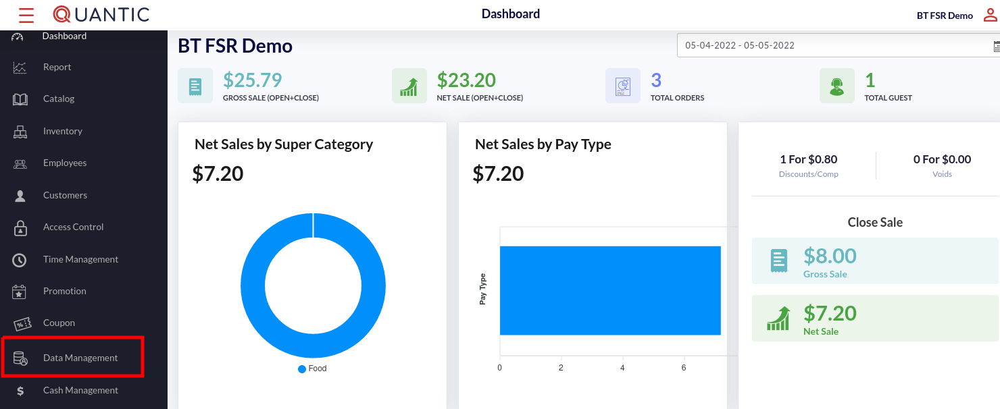 QUANTIC
Dashboard
BT FSR Demo
Dashboard
Report
Catalog
Inventory
Employees
Customers
Access Control
Time Management
Promotion
Coupon
Data Management
Cash Management
BT FSR Demo
05-04-2022 - 05-05-2022
$25.79
GROSS SALE (OPEN+CLOSE)
$23.20
NET SALE (OPEN+CLOSE)
3
TOTAL ORDERS
1
TOTAL GUEST
Net Sales by Super Category
$7.20
Food
Net Sales by Pay Type
$7.20
Pay Type
0 2 4 6
1 For $0.80
Discounts/Comp
0 For $0.00
Voids
Close Sale
$8.00
Gross Sale
$7.20
Net Sale